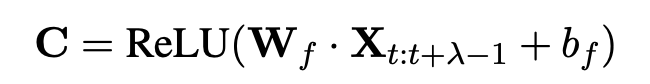 C = ReLU(W_f · X_{t:t+λ−1} + b_f)